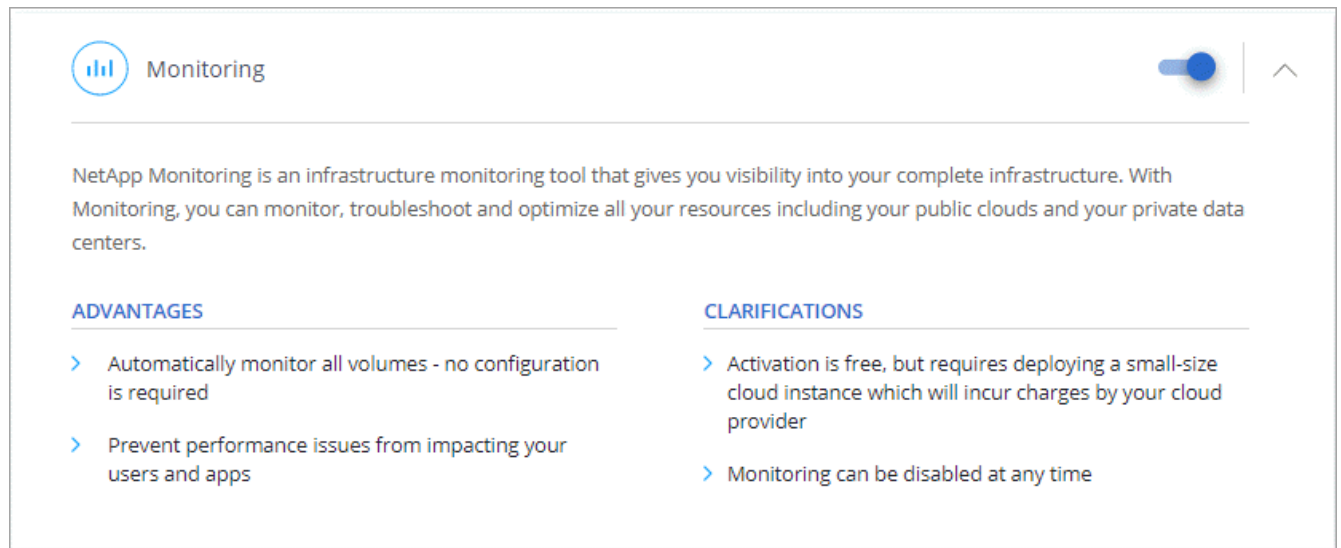 Monitoring
NetApp Monitoring is an infrastructure monitoring tool that gives you visibility into your complete infrastructure. With
Monitoring, you can monitor, troubleshoot and optimize all your resources including your public clouds and your private data
centers.
ADVANTAGES
Automatically monitor all volumes - no configuration
is required
Prevent performance issues from impacting your
users and apps
CLARIFICATIONS
Activation is free, but requires deploying a small-size
cloud instance which will incur charges by your cloud
provider
Monitoring can be disabled at any time